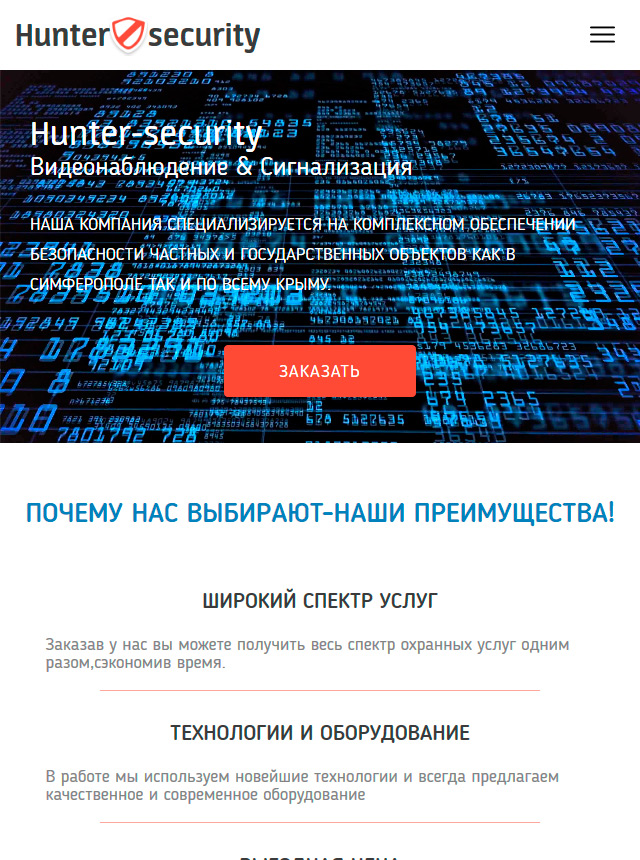 Hunter security
Hunter-security
Видеонаблюдение & Сигнализация
НАША КОМПАНИЯ СПЕЦИАЛИЗИРУЕТСЯ НА КОМПЛЕКСНОМ ОБЕСПЕЧЕНИИ
БЕЗОПАСНОСТИ ЧАСТНЫХ И ГОСУДАРСТВЕННЫХ ОБЪЕКТОВ КАК В
СИМФЕРОПОЛЕ ТАК И ПО ВСЕМУ КРЫМУ.
ЗАКАЗАТЬ
ПОЧЕМУ НАС ВЫБИРАЮТ-НАШИ ПРЕИМУЩЕСТВА!
ШИРОКИЙ СПЕКТР УСЛУГ
Заказав у нас вы можете получить весь спектр охранных услуг одним
разом,сэкономив время.
ТЕХНОЛОГИИ И ОБОРУДОВАНИЕ
В работе мы используем новейшие технологии и всегда предлагаем
качественное и современное оборудование